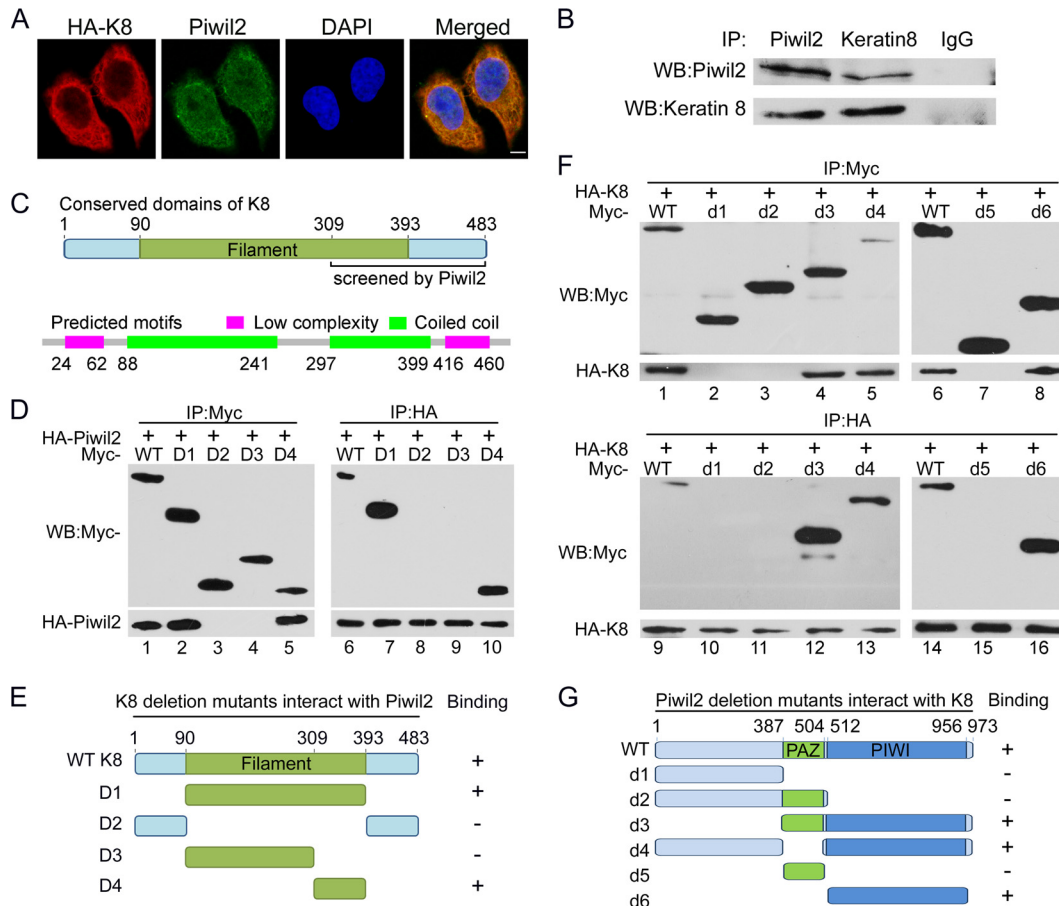 A
HA-K8 Piwil2 DAPI Merged
B
IP: Piwil2 Keratin8 IgG
WB:Piwil2
WB:Keratin 8
C
Conserved domains of K8
1 90 309 393 483
Filament
screened by Piwil2
Predicted motifs Low complexity Coiled coil
24 62 88 241 297 399 416 460
D
IP:Myc IP:HA
HA-Piwil2 + + + + + + + + + +
Myc- WT D1 D2 D3 D4 WT D1 D2 D3 D4
WB:Myc-
HA-Piwil2
1 2 3 4 5 6 7 8 9 10
E
K8 deletion mutants interact with Piwil2 Binding
1 90 309 393 483
WT K8 Filament +
D1 +
D2 -
D3 -
D4 +
F
IP:Myc
HA-K8 + + + + + + + +
Myc- WT d1 d2 d3 d4 WT d5 d6
WB:Myc
HA-K8
1 2 3 4 5 6 7 8
IP:HA
HA-K8 + + + + + + + +
Myc- WT d1 d2 d3 d4 WT d5 d6
WB:Myc
HA-K8
9 10 11 12 13 14 15 16
G
Piwil2 deletion mutants interact with K8 Binding
1 387 504 512 956 973
WT PAZ PIWI +
d1 -
d2 -
d3 +
d4 +
d5 -
d6 +